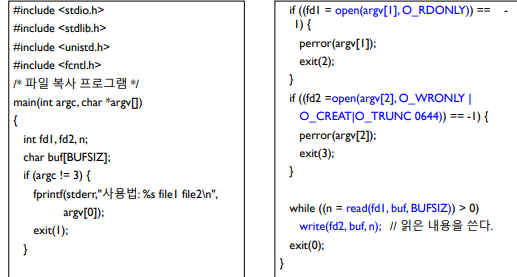 #include <stdio.h>
#include <stdlib.h>
#include <unistd.h>
#include <fcntl.h>
/* 파일 복사 프로그램 */
main(int argc, char *argv[])
{
int fd1, fd2, n;
char buf[BUFSIZ];
if (argc != 3) {
fprintf(stderr,"사용법: %s file1 file2\n",
argv[0]);
exit(1);
}
if ((fd1 = open(argv[1], O_RDONLY)) == -
1) {
perror(argv[1]);
exit(2);
}
if ((fd2 =open(argv[2], O_WRONLY |
O_CREAT|O_TRUNC 0644)) == -1) {
perror(argv[2]);
exit(3);
}
while ((n = read(fd1, buf, BUFSIZ)) > 0)
write(fd2, buf, n); // 읽은 내용을 쓴다.
exit(0);
}